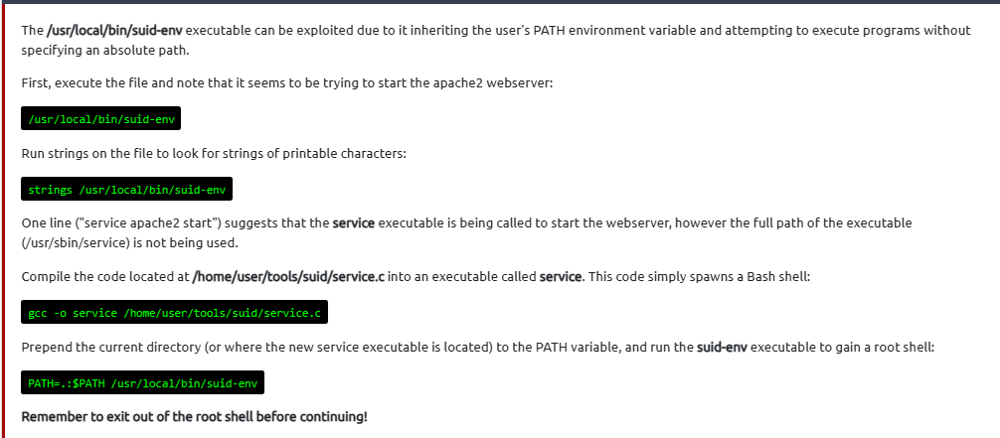 The /usr/local/bin/suid-env executable can be exploited due to it inheriting the user's PATH environment variable and attempting to execute programs without
specifying an absolute path.
First, execute the file and note that it seems to be trying to start the apache2 webserver:
/usr/local/bin/suid-env
Run strings on the file to look for strings of printable characters:
strings /usr/local/bin/suid-env
One line ("service apache2 start") suggests that the service executable is being called to start the webserver, however the full path of the executable
(/usr/sbin/service) is not being used.
Compile the code located at /home/user/tools/suid/service.c into an executable called service. This code simply spawns a Bash shell:
gcc -o service /home/user/tools/suid/service.c
Prepend the current directory (or where the new service executable is located) to the PATH variable, and run the suid-env executable to gain a root shell:
PATH=.:$PATH /usr/local/bin/suid-env
Remember to exit out of the root shell before continuing!